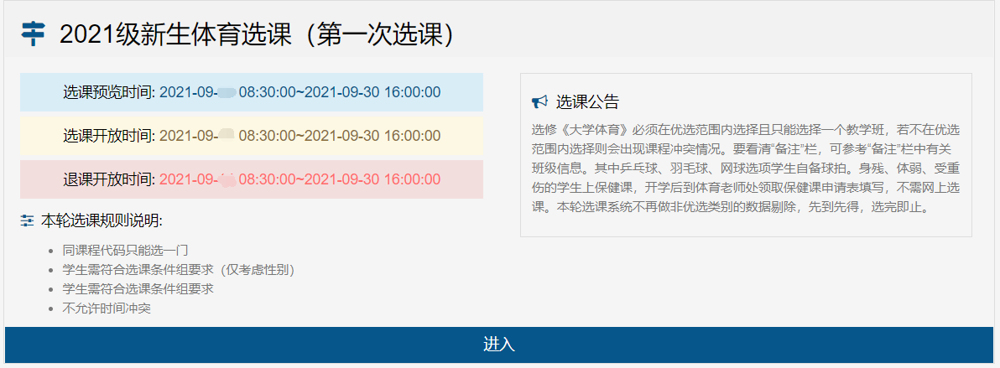 2021级新生体育选课（第一次选课）
选课预览时间: 2021-09- 08:30:00~2021-09-30 16:00:00
选课开放时间: 2021-09- 08:30:00~2021-09-30 16:00:00
退课开放时间: 2021-09- 08:30:00~2021-09-30 16:00:00
本轮选课规则说明:
同课程代码只能选一门
学生需符合选课条件组要求（仅考虑性别）
学生需符合选课条件组要求
不允许时间冲突
选课公告
选修《大学体育》必须在优选范围内选择且只能选择一个教学班，若不在优选
范围内选择则会出现课程冲突情况。要看清“备注”栏，可参考“备注”栏中有关
班级信息。其中乒乓球、羽毛球、网球选项学生自备球拍。身残、体弱、受重
伤的学生上保健课，开学后到体育老师处领取保健课申请表填写，不需网上选
课。本轮选课系统不再做非优选类别的数据剔除，先到先得，选完即止。
进入